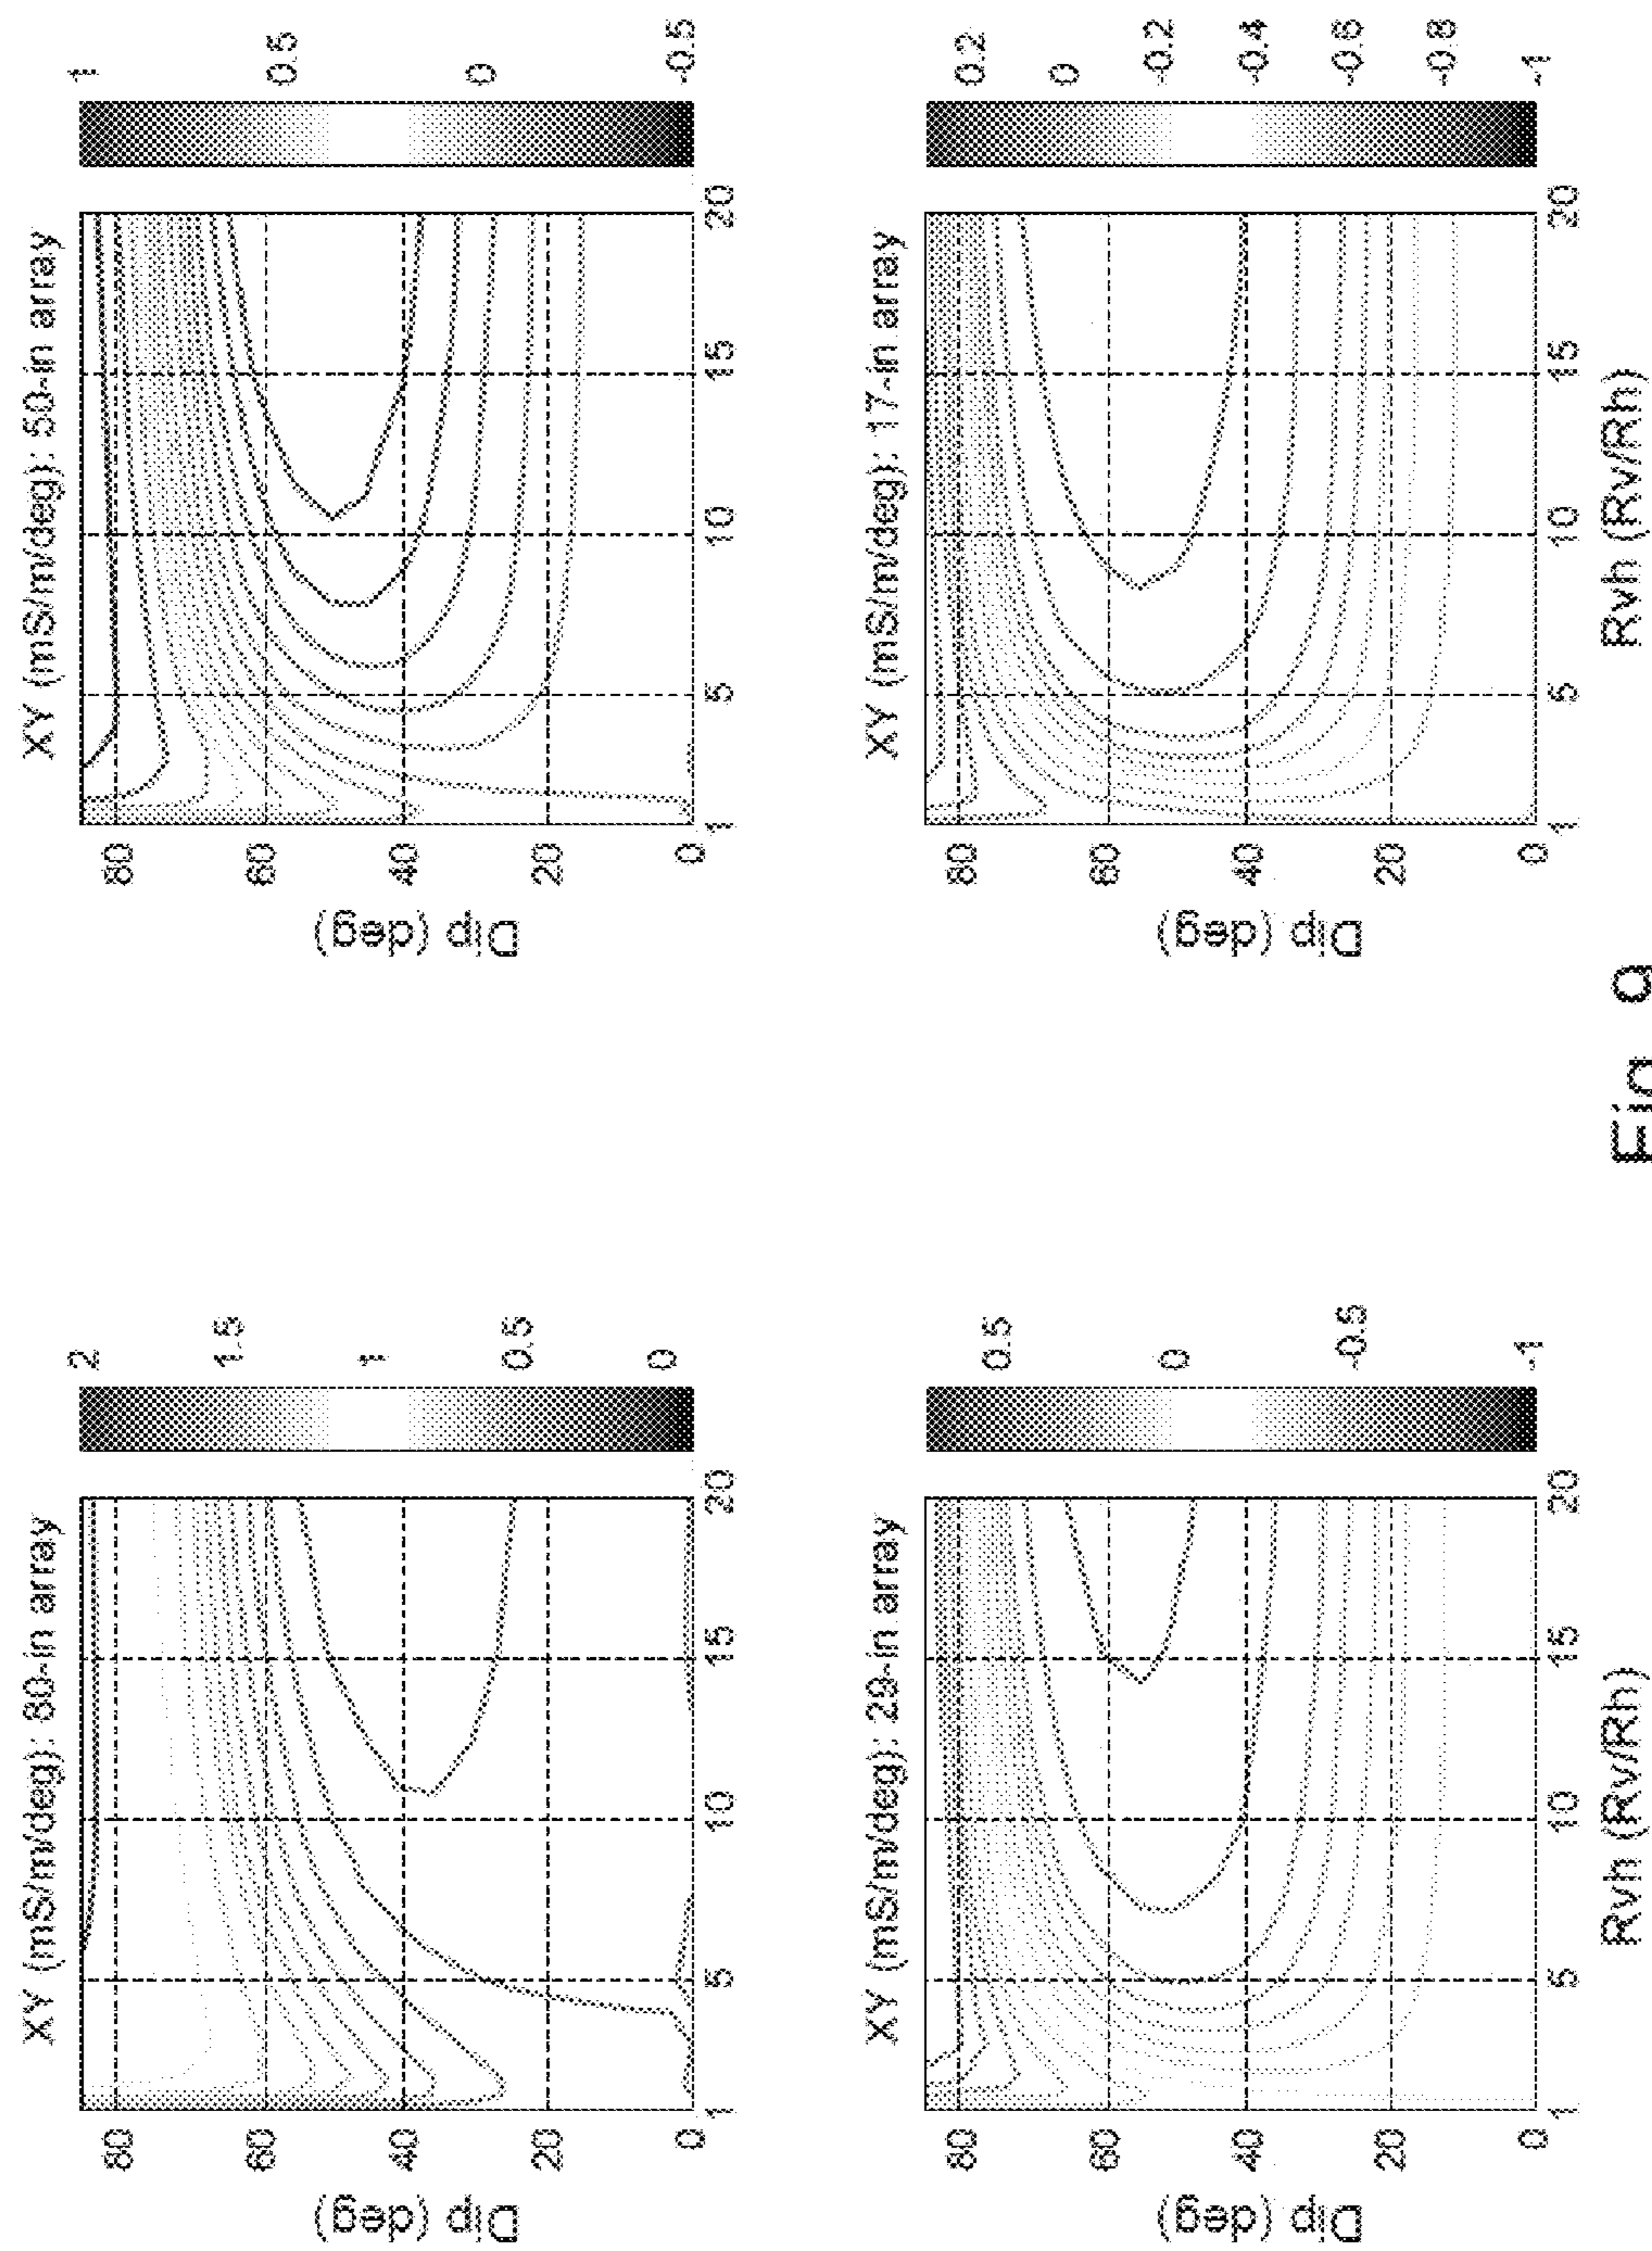 XY (mS/m/deg): 80-in array
Dip (deg)
80
60
40
20
0
1 5 10 15 20
2
1.5
1
0.5
0
XY (mS/m/deg): 50-in array
Dip (deg)
80
60
40
20
0
1 5 10 15 20
1
0.5
0
-0.5
XY (mS/m/deg): 29-in array
Dip (deg)
80
60
40
20
0
1 5 10 15 20
Rvh (Rv/Rh)
0.5
0
-0.5
-1
XY (mS/m/deg): 17-in array
Dip (deg)
80
60
40
20
0
1 5 10 15 20
Rvh (Rv/Rh)
0.2
0
-0.2
-0.4
-0.6
-0.8
-1
Fig 9